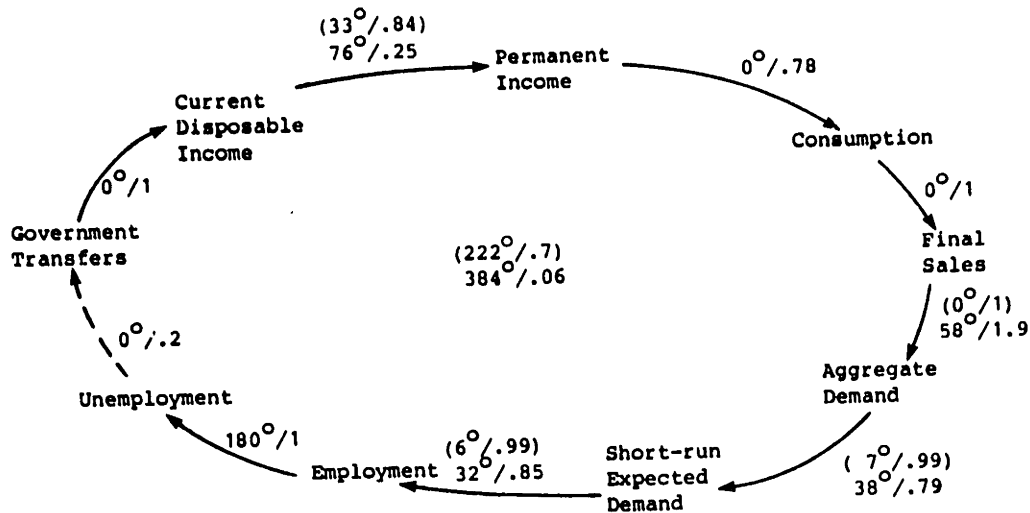 (33°/.84)
76°/.25
Permanent
Income
0°/.78
Current
Disposable
Income
Consumption
0°/1
0°/1
Government
Transfers
Final
Sales
(222°/.7)
384°/.06
(0°/1)
58°/1.9
0°/.2
Aggregate
Demand
Unemployment
180°/1
(6°/.99)
32°/.85
Employment
Short-run
Expected
Demand
( 7°/.99)
38°/.79